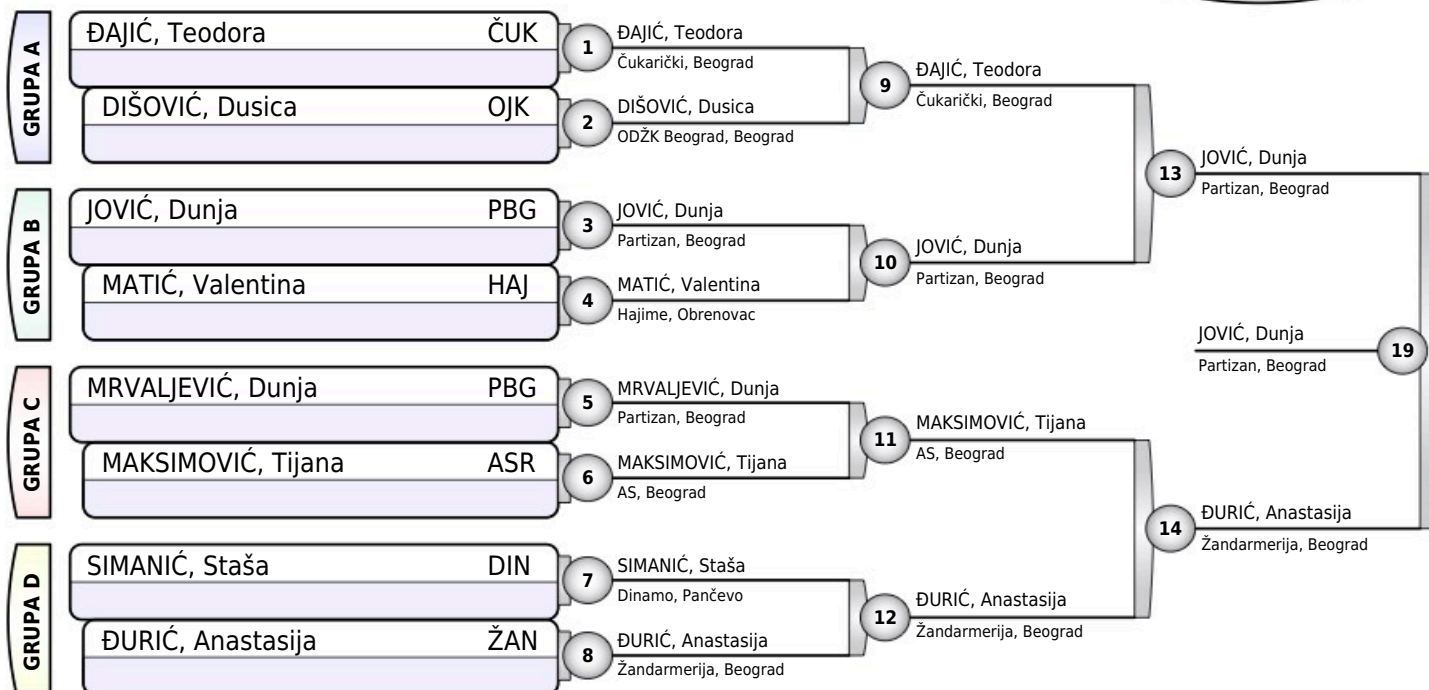 GRUPA A
ĐAJIĆ, Teodora ČUK
DIŠOVIĆ, Dusica OJK
1
ĐAJIĆ, Teodora
Čukarički, Beograd
2
DIŠOVIĆ, Dusica
ODŽK Beograd, Beograd
9
ĐAJIĆ, Teodora
Čukarički, Beograd
GRUPA B
JOVIĆ, Dunja PBG
MATIĆ, Valentina HAJ
3
JOVIĆ, Dunja
Partizan, Beograd
4
MATIĆ, Valentina
Hajime, Obrenovac
10
JOVIĆ, Dunja
Partizan, Beograd
13
JOVIĆ, Dunja
Partizan, Beograd
JOVIĆ, Dunja
Partizan, Beograd
19
GRUPA C
MRVALJEVIĆ, Dunja PBG
MAKSIMOVIĆ, Tijana ASR
5
MRVALJEVIĆ, Dunja
Partizan, Beograd
6
MAKSIMOVIĆ, Tijana
AS, Beograd
11
MAKSIMOVIĆ, Tijana
AS, Beograd
GRUPA D
SIMANIĆ, Staša DIN
ĐURIĆ, Anastasija ŽAN
7
SIMANIĆ, Staša
Dinamo, Pančevo
8
ĐURIĆ, Anastasija
Žandarmerija, Beograd
12
ĐURIĆ, Anastasija
Žandarmerija, Beograd
14
ĐURIĆ, Anastasija
Žandarmerija, Beograd